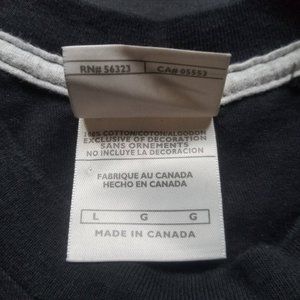 RN# 56323 CA# 05553
100% COTTON/COTON/ALGODON
EXCLUSIVE OF DECORATION
SANS ORNEMENTS
NO INCLUYE LA DECORACION
FABRIQUE AU CANADA
HECHO EN CANADA
L G G
MADE IN CANADA